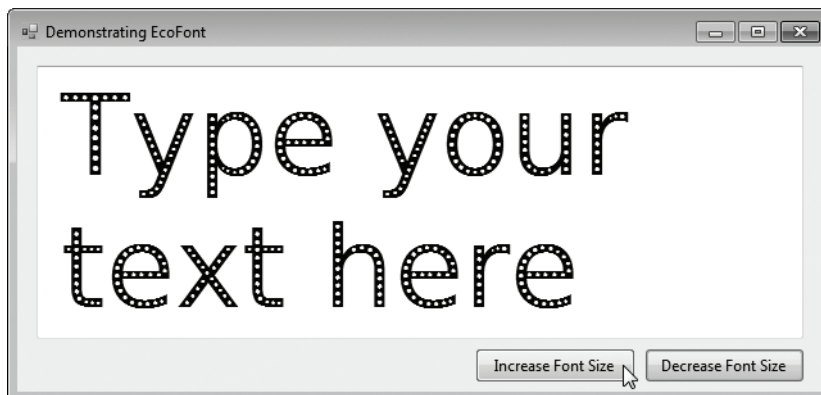 Demonstrating EcoFont
Type your
text here
Increase Font Size Decrease Font Size